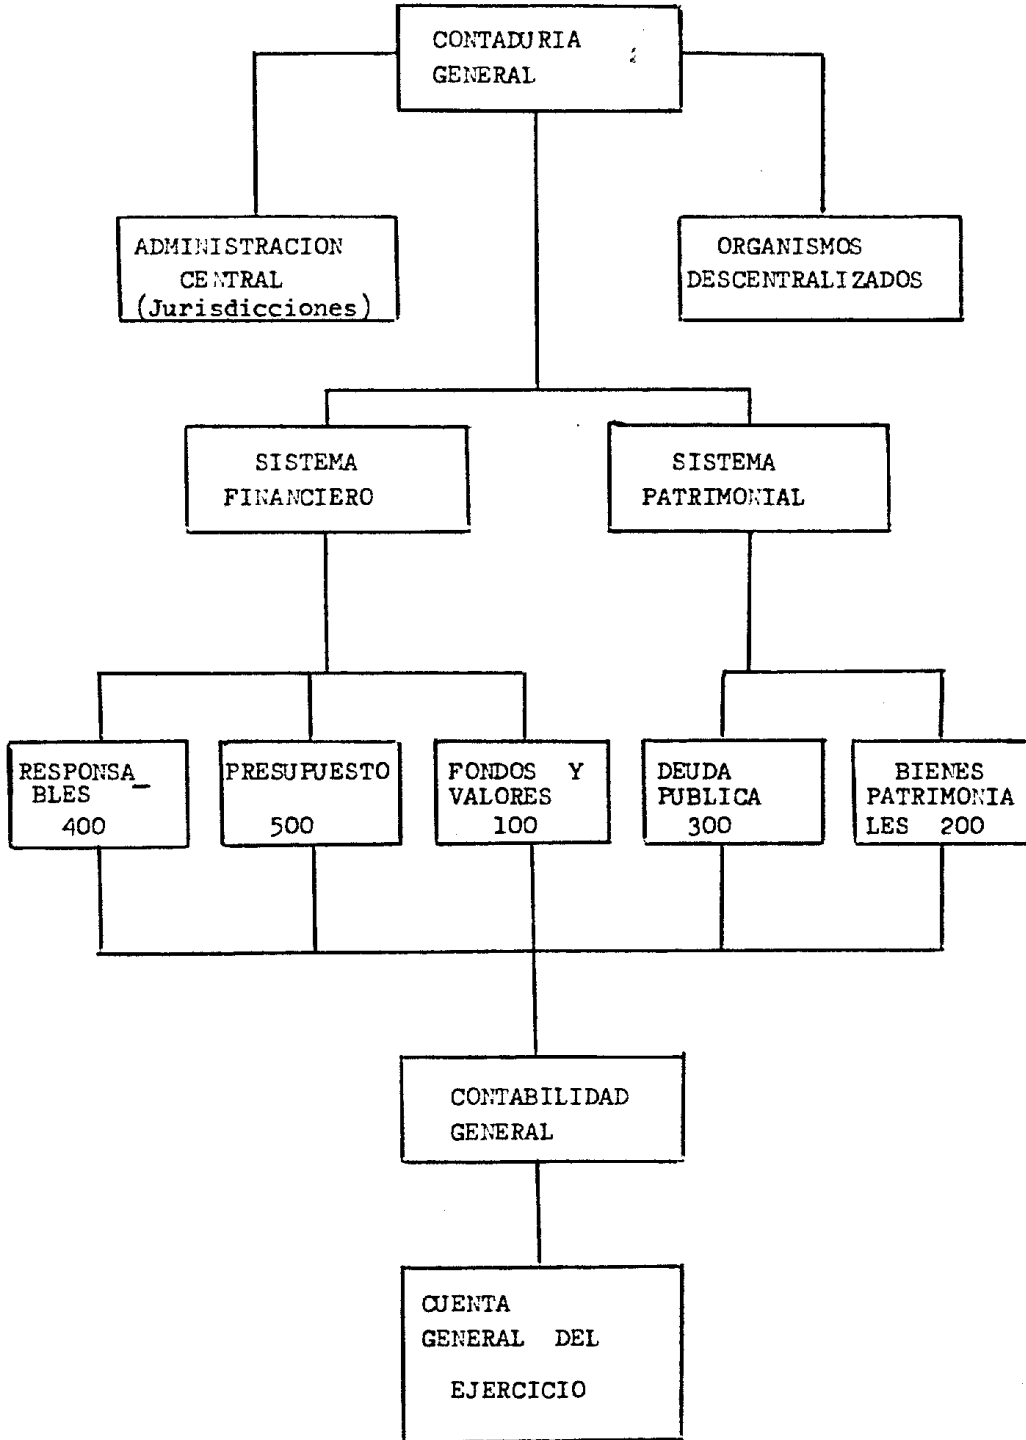 CONTADURIA
GENERAL
ADMINISTRACION
CENTRAL
(Jurisdicciones)
ORGANISMOS
DESCENTRALIZADOS
SISTEMA
FINANCIERO
SISTEMA
PATRIMONIAL
RESPONSA_
BLES
400
PRESUPUESTO
500
FONDOS Y
VALORES
100
DEUDA
PUBLICA
300
BIENES
PATRIMONIA
LES 200
CONTABILIDAD
GENERAL
CUENTA
GENERAL DEL
EJERCICIO